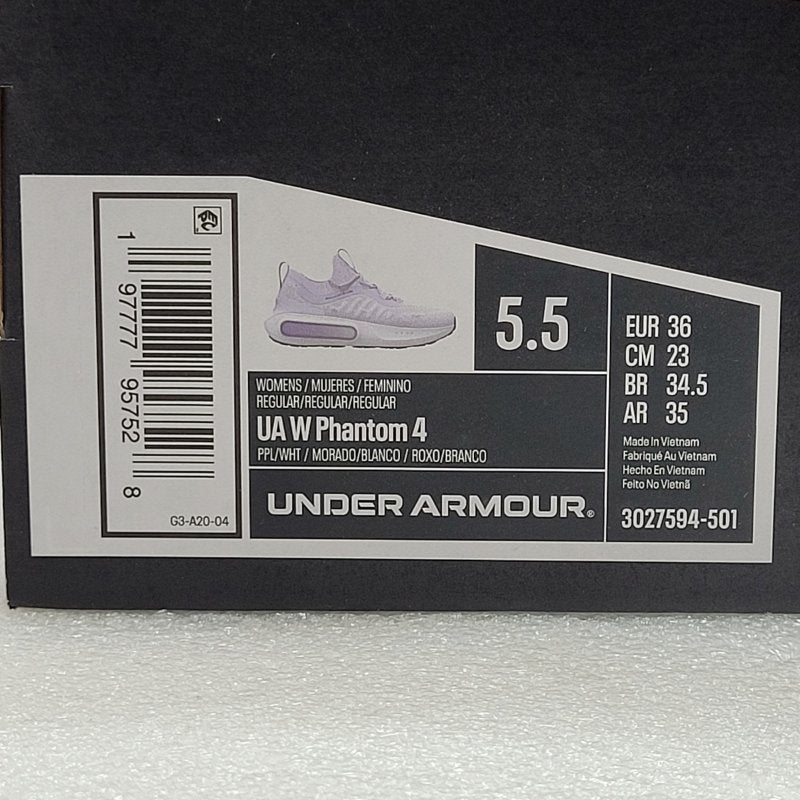 1 97777 95752 8
G3-A20-04
5.5
WOMENS / MUJERES / FEMININO
REGULAR/REGULAR/REGULAR
UA W Phantom 4
PPL/WHT / MORADO/BLANCO / ROXO/BRANCO
UNDER ARMOUR®
EUR 36
CM 23
BR 34.5
AR 35
Made In Vietnam
Fabriqué Au Vietnam
Hecho En Vietnam
Feito No Vietnã
3027594-501